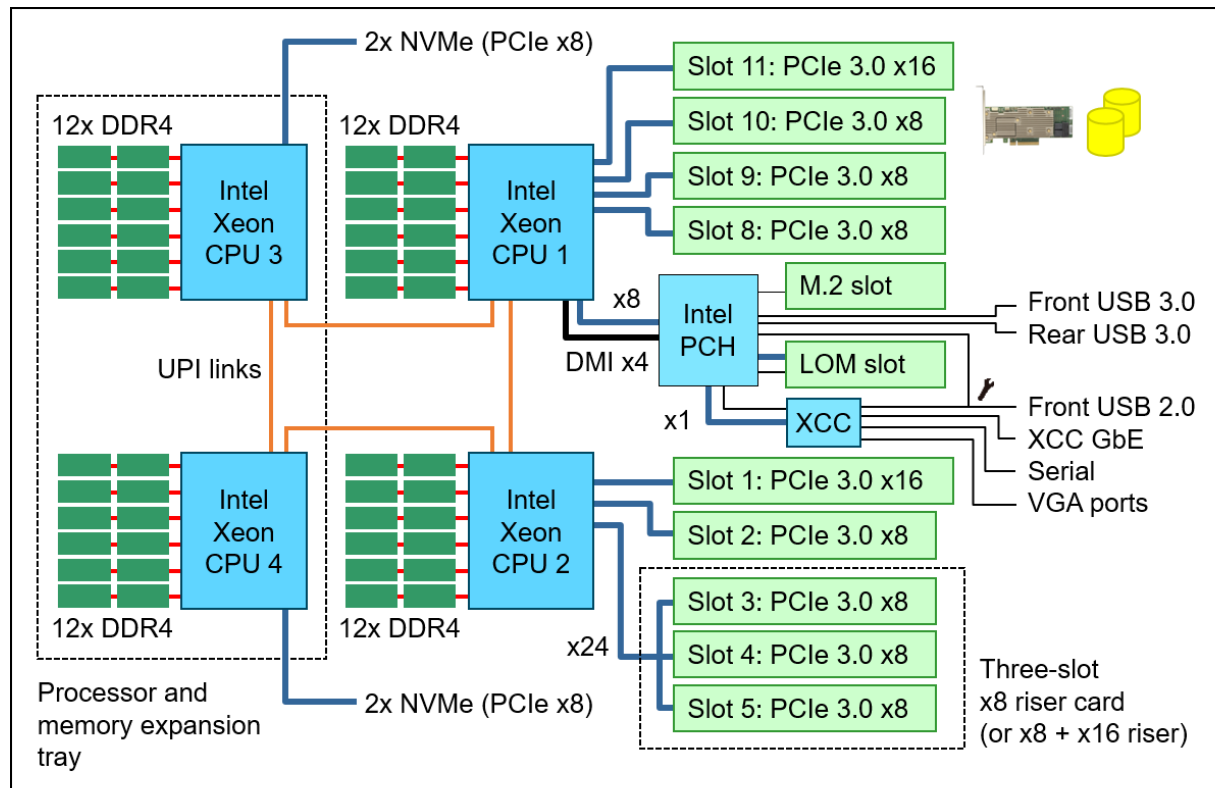 2x NVMe (PCIe x8)
12x DDR4
12x DDR4
Intel
Xeon
CPU 3
Intel
Xeon
CPU 1
Slot 11: PCIe 3.0 x16
Slot 10: PCIe 3.0 x8
Slot 9: PCIe 3.0 x8
Slot 8: PCIe 3.0 x8
x8
DMI x4
Intel
PCH
M.2 slot
LOM slot
x1
XCC
Front USB 3.0
Rear USB 3.0
Front USB 2.0
XCC GbE
Serial
VGA ports
UPI links
Intel
Xeon
CPU 4
12x DDR4
Intel
Xeon
CPU 2
12x DDR4
Slot 1: PCIe 3.0 x16
Slot 2: PCIe 3.0 x8
x24
Slot 3: PCIe 3.0 x8
Slot 4: PCIe 3.0 x8
Slot 5: PCIe 3.0 x8
Three-slot
x8 riser card
(or x8 + x16 riser)
Processor and
memory expansion
tray
2x NVMe (PCIe x8)